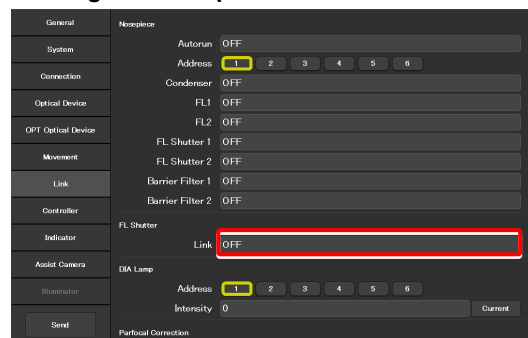 General
System
Connection
Optical Device
OPT Optical Device
Movement
Link
Controller
Indicator
Assist Camera
Illuminator
Send
Nosepiece
Autorun OFF
Address 1 2 3 4 5 6
Condenser OFF
FL1 OFF
FL2 OFF
FL Shutter 1 OFF
FL Shutter 2 OFF
Barrier Filter 1 OFF
Barrier Filter 2 OFF
FL Shutter
Link OFF
DIA Lamp
Address 1 2 3 4 5 6
Intensity 0 Current
Parfocal Correction